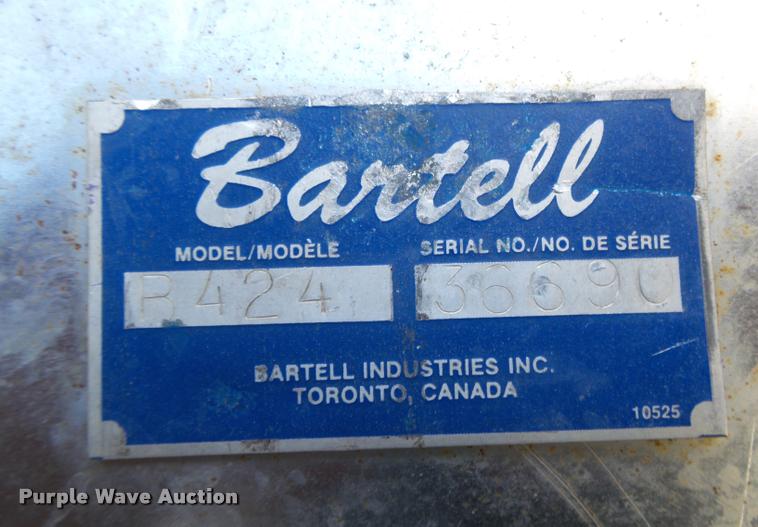 Bartell
MODEL/MODÈLE SERIAL NO./NO. DE SÉRIE
B424 36690
BARTELL INDUSTRIES INC.
TORONTO, CANADA
10525
Purple Wave Auction